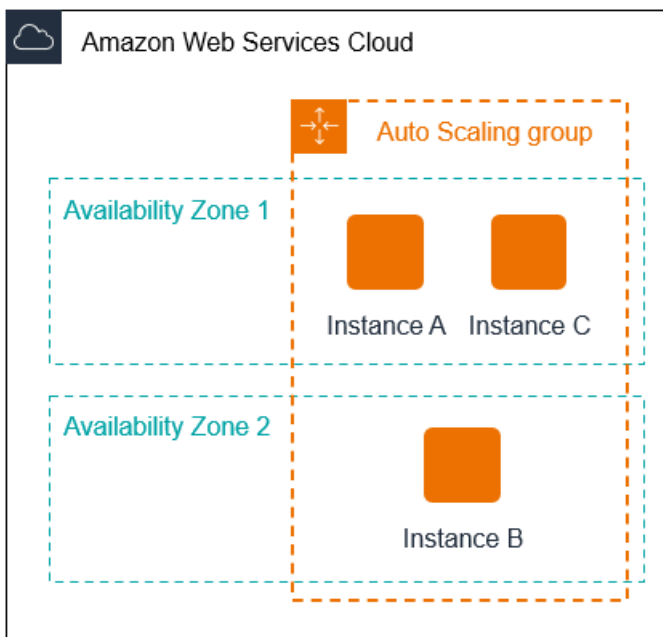 Amazon Web Services Cloud
Auto Scaling group
Availability Zone 1
Instance A
Instance C
Availability Zone 2
Instance B